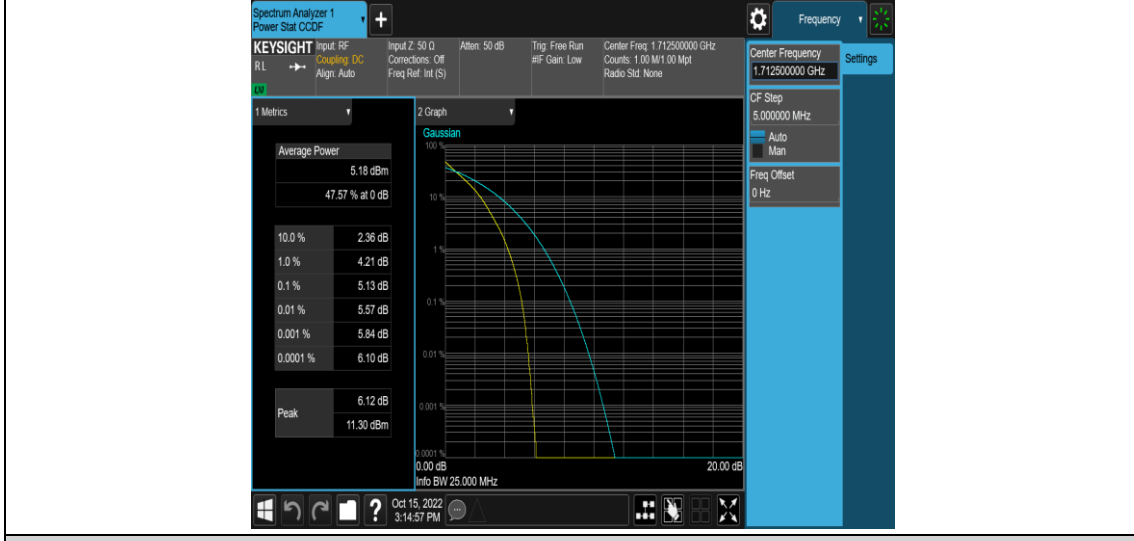 Spectrum Analyzer 1
Power Stat CCDF
+
Frequency
KEYSIGHT
RL
Input: RF
Coupling: DC
Align: Auto
Input Z: 50 Ω
Corrections: Off
Freq Ref: Int (S)
Atten: 50 dB
Trig: Free Run
#IF Gain: Low
Center Freq: 1.712500000 GHz
Counts: 1.00 M/1.00 Mpt
Radio Std: None
Center Frequency
1.712500000 GHz
Settings
CF Step
5.000000 MHz
Auto
Man
Freq Offset
0 Hz
1 Metrics
Average Power
5.18 dBm
47.57 % at 0 dB
10.0 % 2.36 dB
1.0 % 4.21 dB
0.1 % 5.13 dB
0.01 % 5.57 dB
0.001 % 5.84 dB
0.0001 % 6.10 dB
Peak
6.12 dB
11.30 dBm
2 Graph
Gaussian
100 %
10 %
1 %
0.1 %
0.01 %
0.001 %
0.0001 %
0.00 dB
20.00 dB
Info BW 25.000 MHz
?
Oct 15, 2022
3:14:57 PM